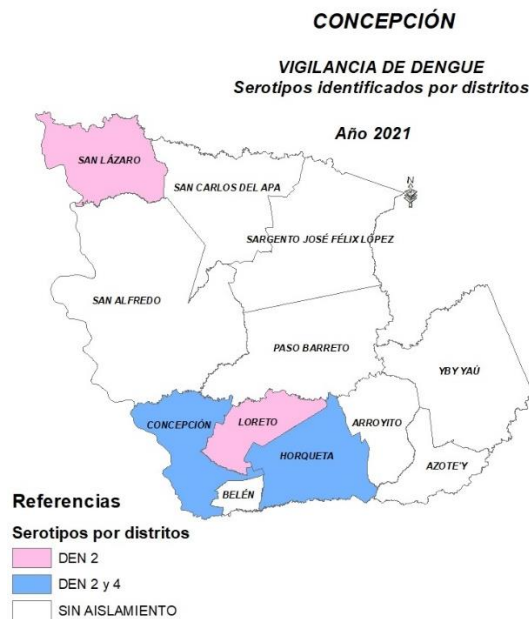 CONCEPCIÓN
VIGILANCIA DE DENGUE
Serotipos identificados por distritos
Año 2021
SAN LÁZARO
SAN CARLOS DEL APA
N
SARGENTO JOSÉ FÉLIX LÓPEZ
SAN ALFREDO
PASO BARRETO
YBY YAÚ
CONCEPCIÓN
LORETO
ARROYITO
HORQUETA
AZOTE'Y
BELÉN
Referencias
Serotipos por distritos
DEN 2
DEN 2 y 4
SIN AISLAMIENTO